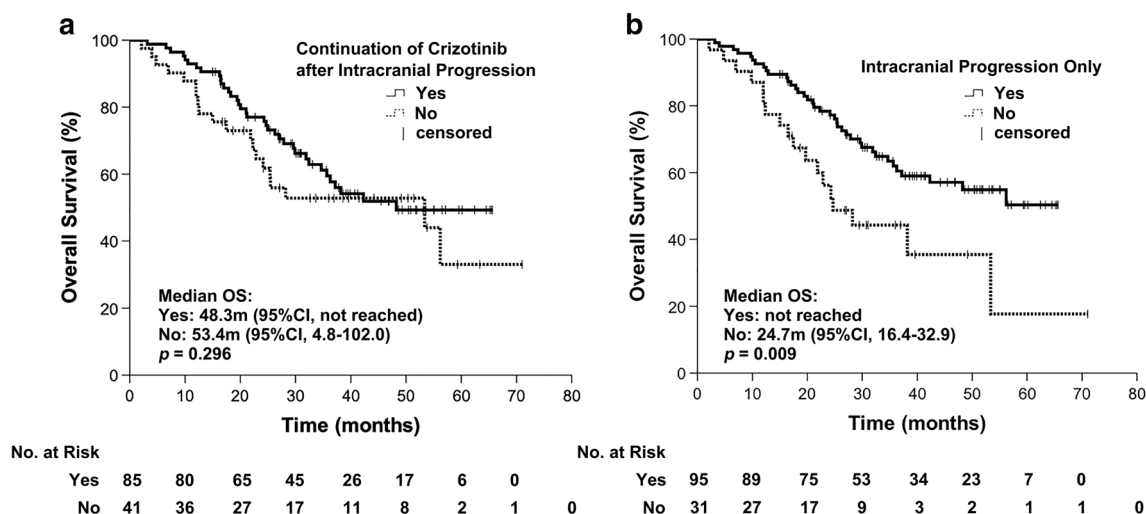 a
Continuation of Crizotinib
after Intracranial Progression
Yes
No
censored
Overall Survival (%)
100
80
60
40
20
0
Median OS:
Yes: 48.3m (95%CI, not reached)
No: 53.4m (95%CI, 4.8-102.0)
p = 0.296
0 10 20 30 40 50 60 70 80
Time (months)
No. at Risk
Yes 85 80 65 45 26 17 6 0
No 41 36 27 17 11 8 2 1 0
b
Intracranial Progression Only
Yes
No
censored
Overall Survival (%)
100
80
60
40
20
0
Median OS:
Yes: not reached
No: 24.7m (95%CI, 16.4-32.9)
p = 0.009
0 10 20 30 40 50 60 70 80
Time (months)
No. at Risk
Yes 95 89 75 53 34 23 7 0
No 31 27 17 9 3 2 1 1 0